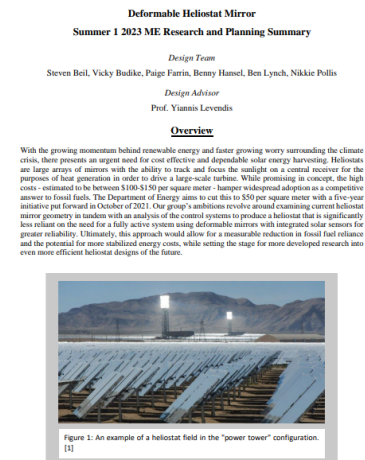 Deformable Heliostat Mirror
Summer 1 2023 ME Research and Planning Summary
Design Team
Steven Beil, Vicky Budike, Paige Farrin, Benny Hansel, Ben Lynch, Nikkie Pollis
Design Advisor
Prof. Yiannis Levendis
Overview
With the growing momentum behind renewable energy and faster growing worry surrounding the climate
crisis, there presents an urgent need for cost effective and dependable solar energy harvesting. Heliostats
are large arrays of mirrors with the ability to track and focus the sunlight on a central receiver for the
purposes of heat generation in order to drive a large-scale turbine. While promising in concept, the high
costs - estimated to be between $100-$150 per square meter - hamper widespread adoption as a competitive
answer to fossil fuels. The Department of Energy aims to cut this to $50 per square meter with a five-year
initiative put forward in October of 2021. Our group's ambitions revolve around examining current heliostat
mirror geometry in tandem with an analysis of the control systems to produce a heliostat that is significantly
less reliant on the need for a fully active system using deformable mirrors with integrated solar sensors for
greater reliability. Ultimately, this approach would allow for a measurable reduction in fossil fuel reliance
and the potential for more stabilized energy costs, while setting the stage for more developed research into
even more efficient heliostat designs of the future.
Figure 1: An example of a heliostat field in the "power tower" configuration.
[1]